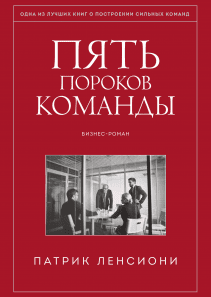 ОДНА ИЗ ЛУЧШИХ КНИГ О ПОСТРОЕНИИ СИЛЬНЫХ КОМАНД
ПЯТЬ
ПОРОКОВ
КОМАНДЫ
БИЗНЕС-РОМАН
ПАТРИК ЛЕНСИОНИ